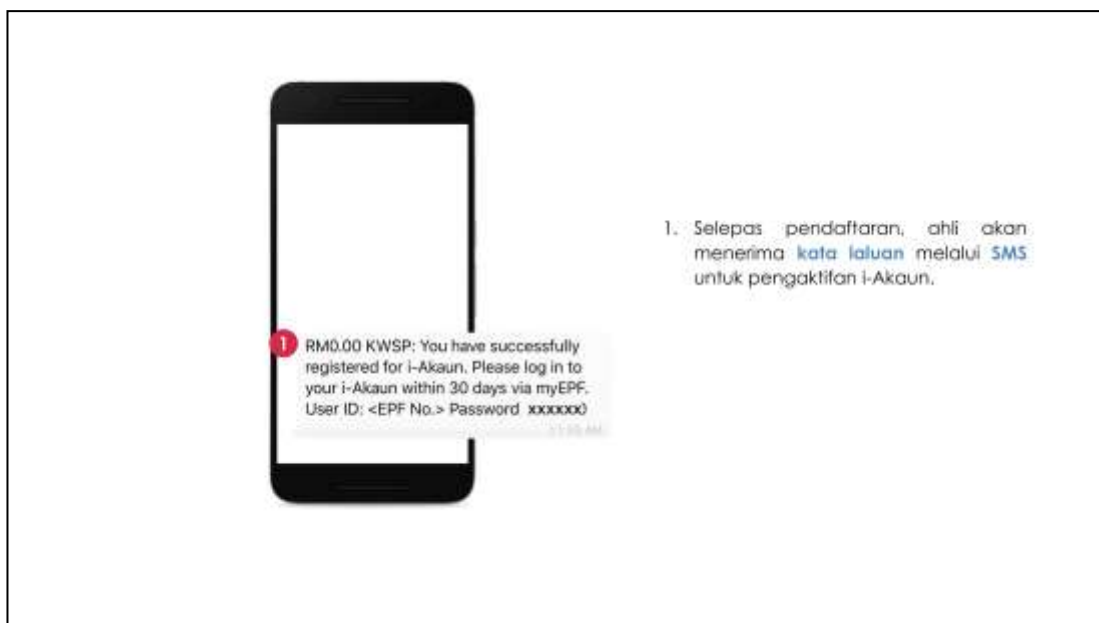 1. Selepas pendaftaran, ahli akan
menerima kata laluan melalui SMS
untuk pengaktifan i-Akaun.
1 RM0.00 KWSP: You have successfully
registered for i-Akaun. Please log in to
your i-Akaun within 30 days via myEPF.
User ID: <EPF No.> Password xxxxxx)